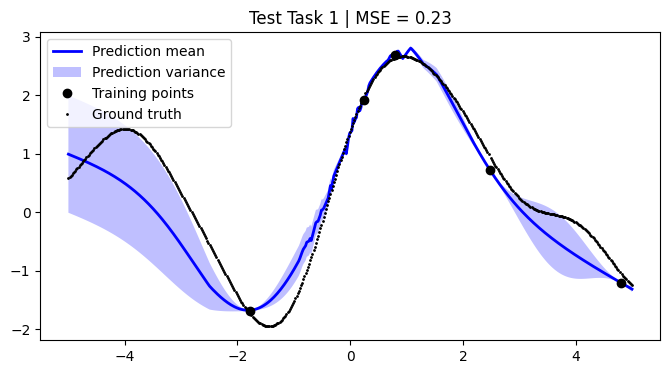 Test Task 1 | MSE = 0.23
Prediction mean
Prediction variance
Training points
Ground truth
3
2
1
0
−1
−2
−4
−2
0
2
4